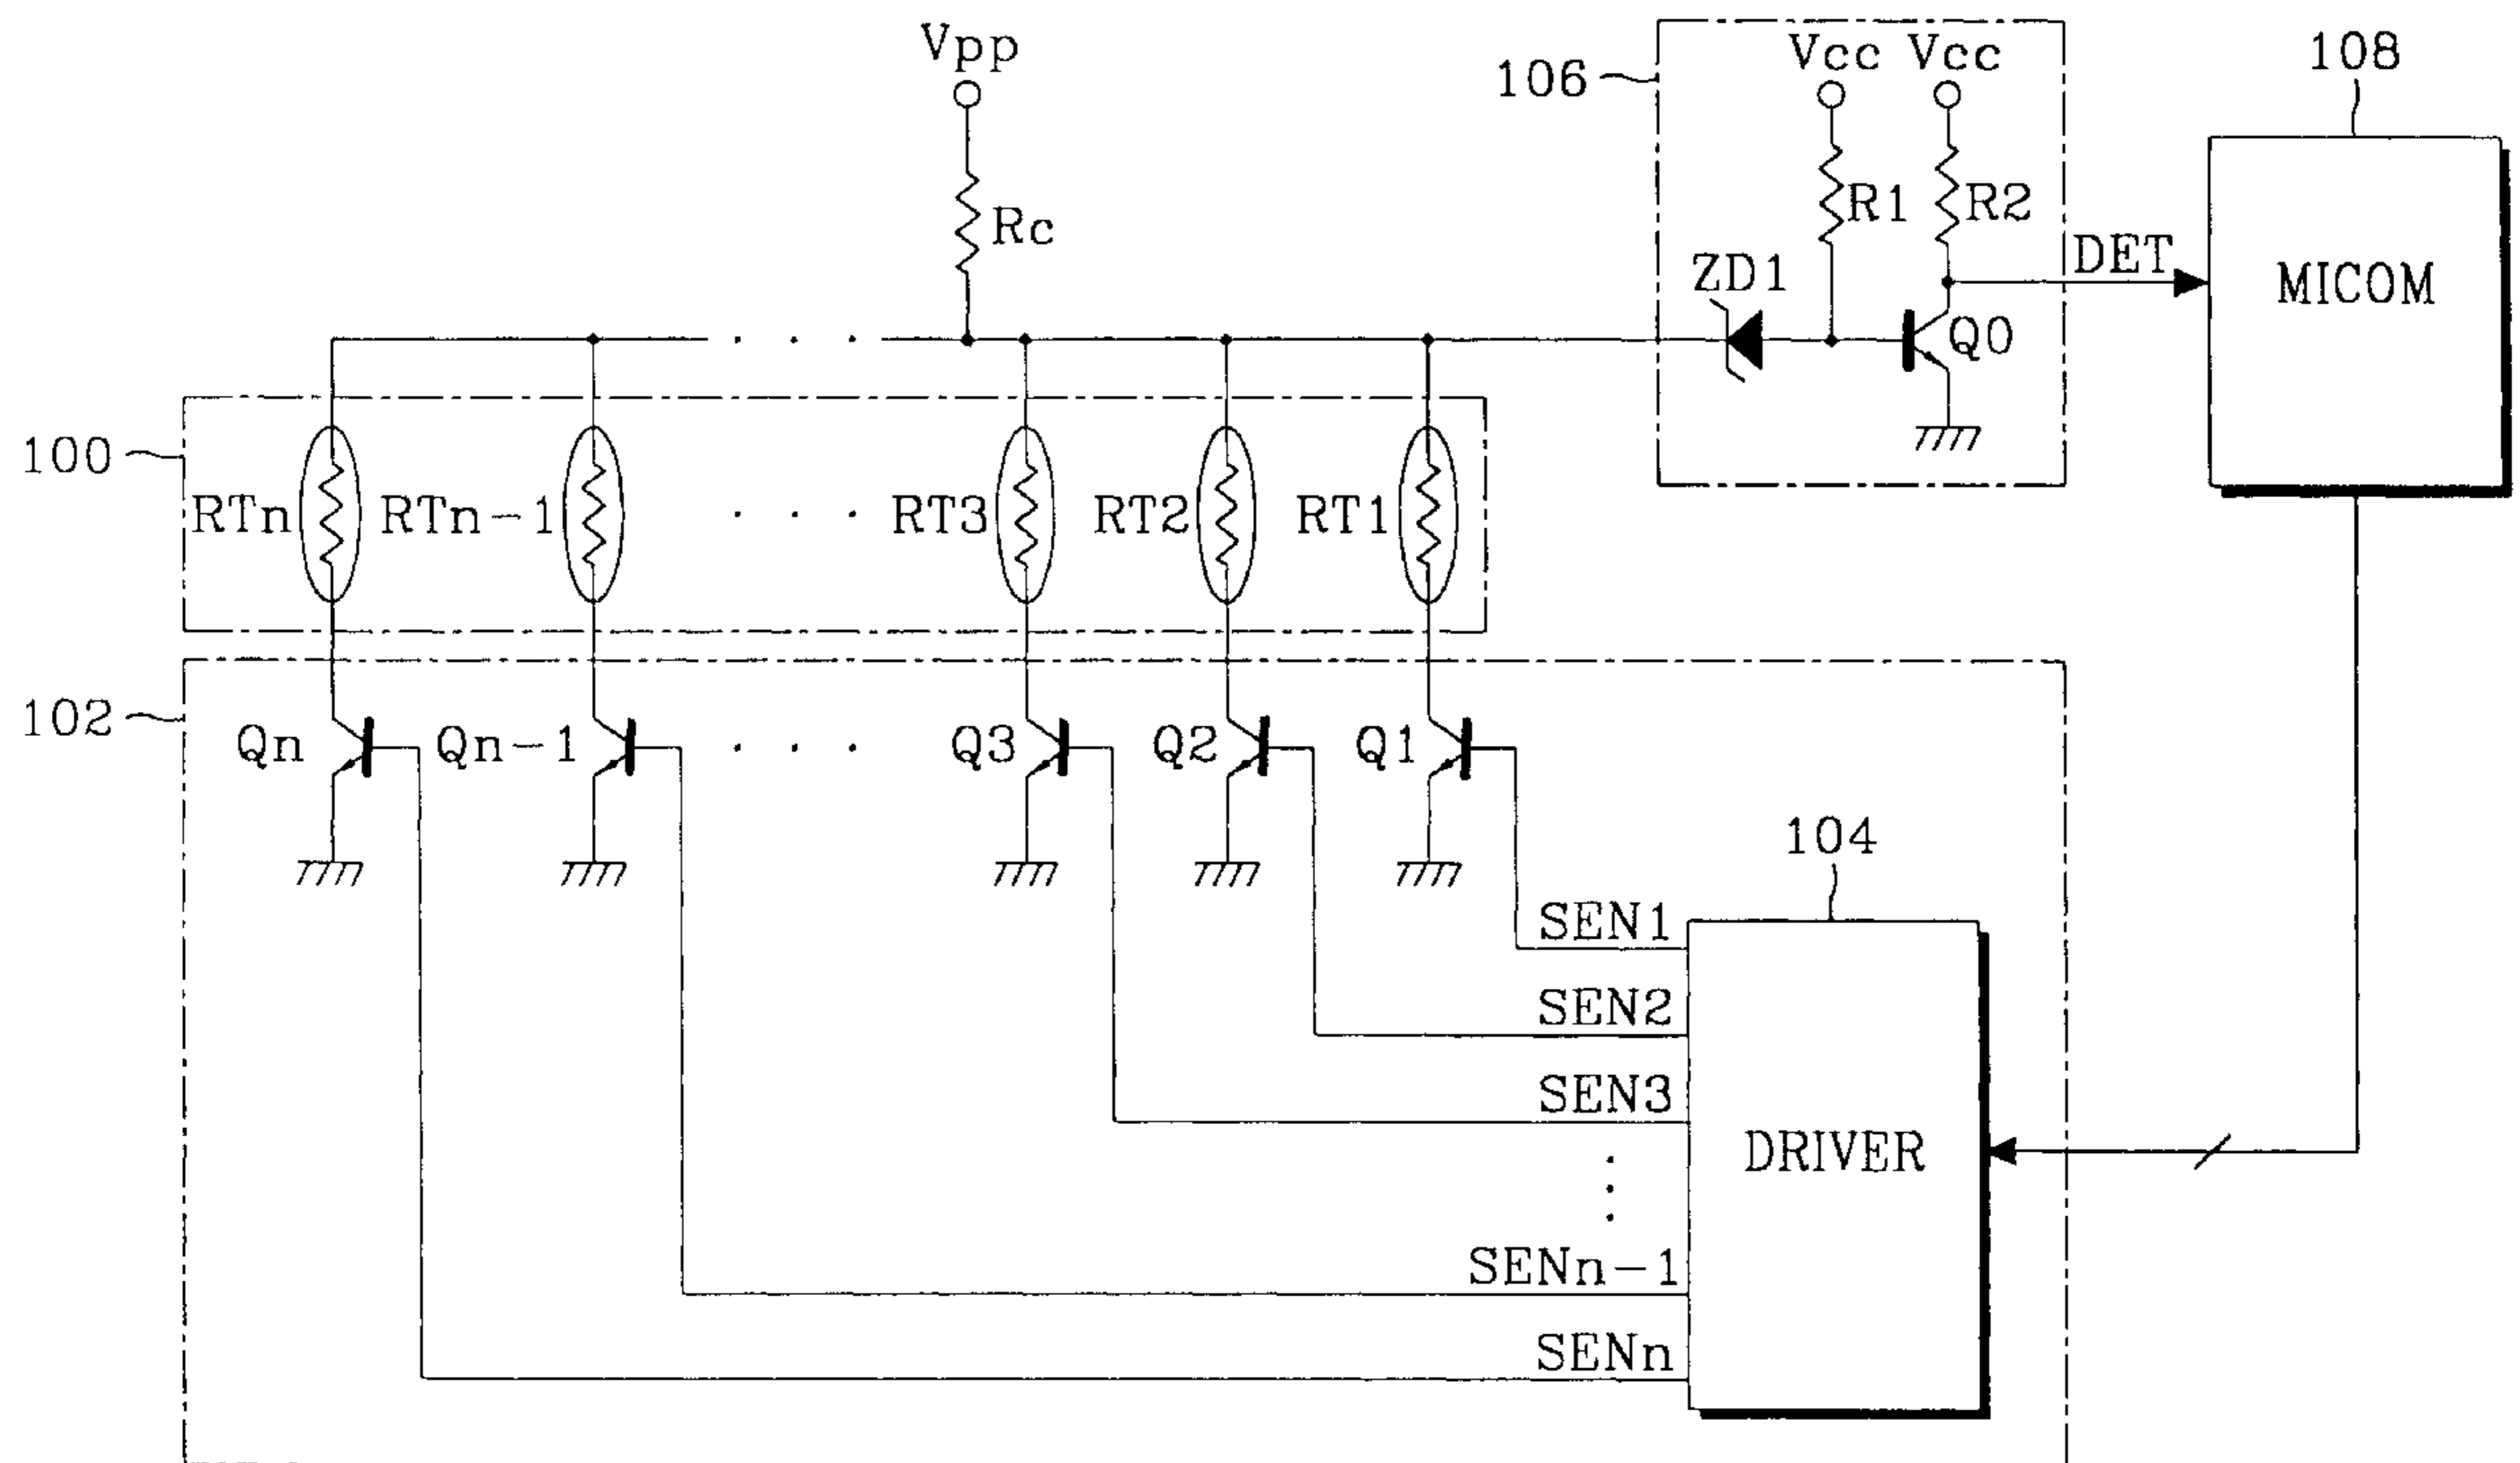 Vpp
Vcc Vcc
106
108
R1 R2
Rc
DET
MICOM
ZD1
Q0
100
RTn RTn-1 . . . RT3 RT2 RT1
102
Qn Qn-1 . . . Q3 Q2 Q1
104
SEN1
SEN2
SEN3
DRIVER
SENn-1
SENn